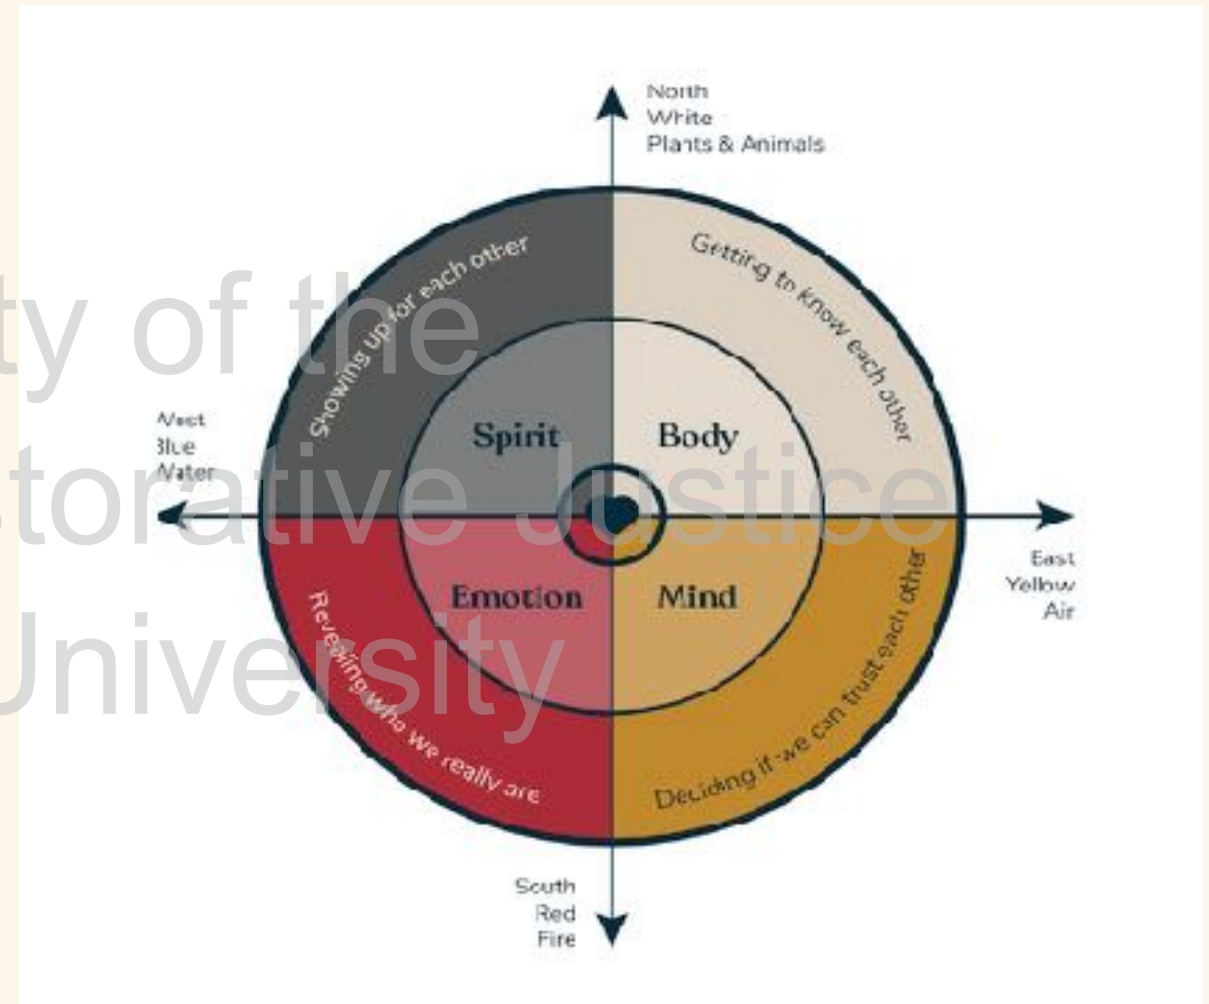 North
White
Plants & Animals
Showing up for each other
Getting to know each other
West
Blue
Water
Spirit
Body
East
Yellow
Air
Emotion
Mind
Revealing who we really are
Deciding if we can trust each other
South
Red
Fire
ty of the
torative Justice
University